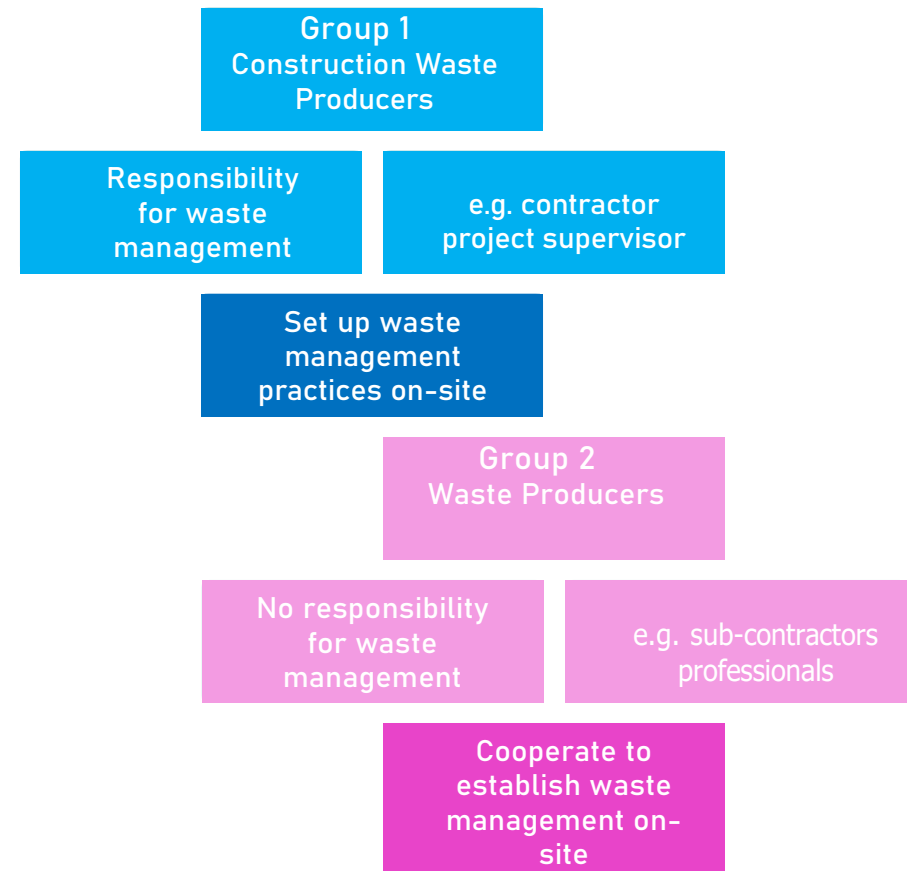 Group 1
Construction Waste
Producers
Responsibility
for waste
management
e.g. contractor
project supervisor
Set up waste
management
practices on-site
Group 2
Waste Producers
No responsibility
for waste
management
e.g. sub-contractors
professionals
Cooperate to
establish waste
management on-
site